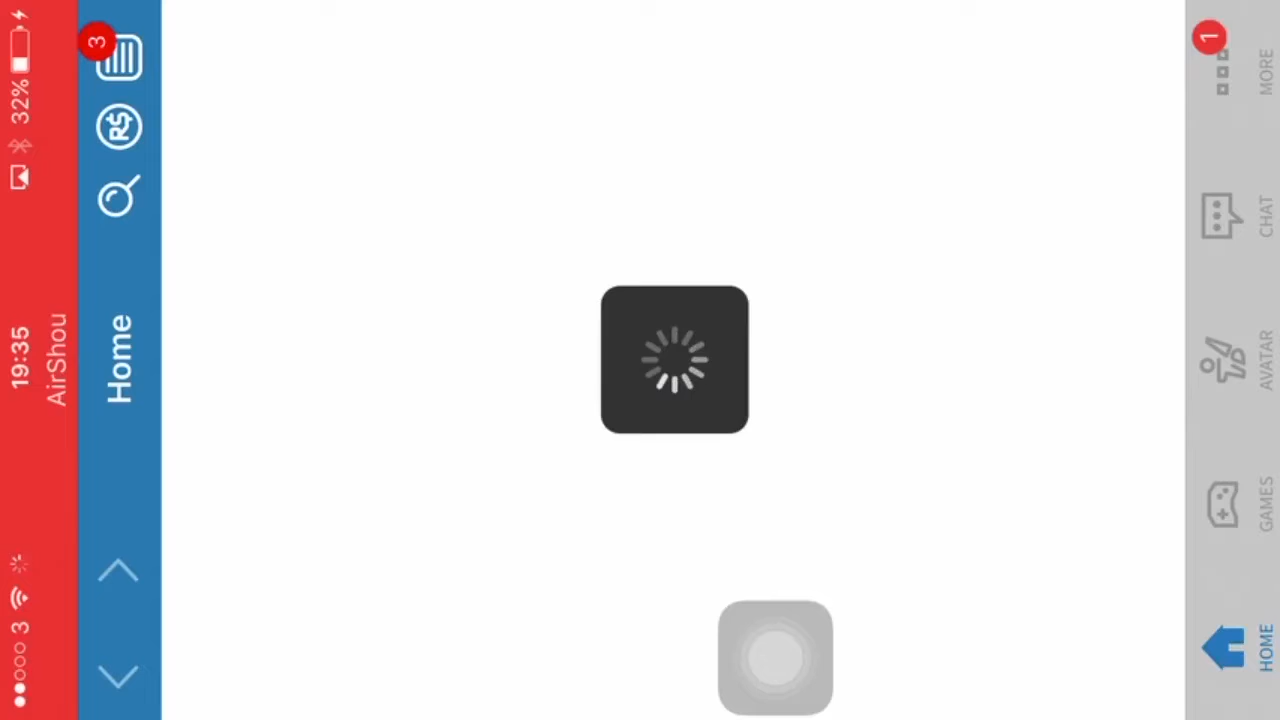 3 19:35 32%
AirShou
Home R$ 3
1
HOME GAMES AVATAR CHAT MORE